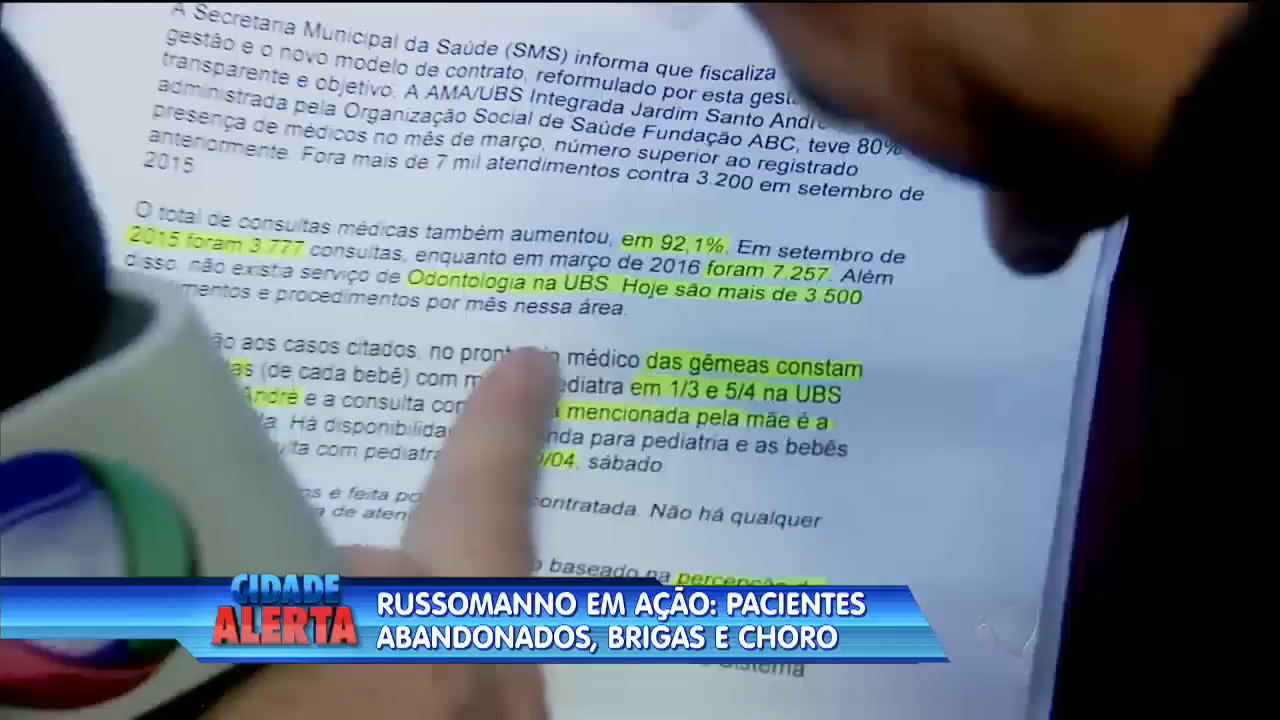 A Secretaria Municipal da Saúde (SMS) informa que fiscaliza
gestão e o novo modelo de contrato, reformulado por esta
transparente e objetivo. A AMA/UBS Integrada Jardim Santo André
administrada pela Organização Social de Saúde Fundação ABC, teve 80%
presença de médicos no mês de março, número superior ao registrado
anteriormente. Fora mais de 7 mil atendimentos contra 3.200 em setembro de
2015
O total de consultas médicas também aumentou, em 92,1%. Em setembro de
2015 foram 3.777 consultas, enquanto em março de 2016 foram 7.257. Além
disso, não existia serviço de Odontologia na UBS. Hoje são mais de 3.500
e procedimentos por mês nessa área.
aos casos citados, no médico das gêmeas constam
(de cada bebê) com em 1/3 e 5/4 na UBS
André e a consulta mencionada pela mãe é a
Há para pediatria e as bebês
com sábado
é feita contratada. Não há qualquer
de
baseado na
CIDADE
ALERTA
RUSSOMANNO EM AÇÃO: PACIENTES
ABANDONADOS, BRIGAS E CHORO